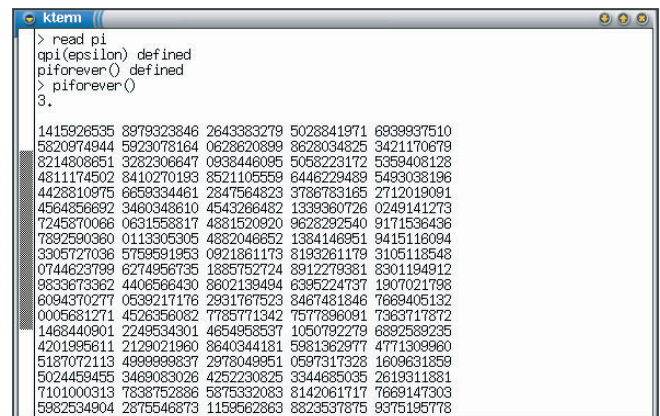 kterm
> read pi
qpi(epsilon) defined
piforever() defined
> piforever()
3.
1415926535 8979323846 2643383279 5028841971 6939937510
5820974944 5923078164 0628620899 8628034825 3421170679
8214808651 3282306647 0938446095 5058223172 5359408128
4811174502 8410270193 8521105559 6446229489 5493038196
4428810975 6659334461 2847564823 3786783165 2712019091
4564856692 3460348610 4543266482 1339360726 0249141273
7245870066 0631558817 4881520920 9628292540 9171536436
7892590360 0113305305 4882046652 1384146951 9415116094
3305727036 5759591953 0921861173 8193261179 3105118548
0744623799 6274956735 1885752724 8912279381 8301194912
9833673362 4406566430 8602139494 6395224737 1907021798
6094370277 0539217176 2931767523 8467481846 7669405132
0005681271 4526356082 7785771342 7577896091 7363717872
1468440901 2249534301 4654958537 1050792279 6892589235
4201995611 2129021960 8640344181 5981362977 4771309960
5187072113 4999999837 2978049951 0597317328 1609631859
5024459455 3469083026 4252230825 3344685035 2619311881
7101000313 7838752886 5875332083 8142061717 7669147303
5982534904 2875546873 1159562863 8823537875 9375195778